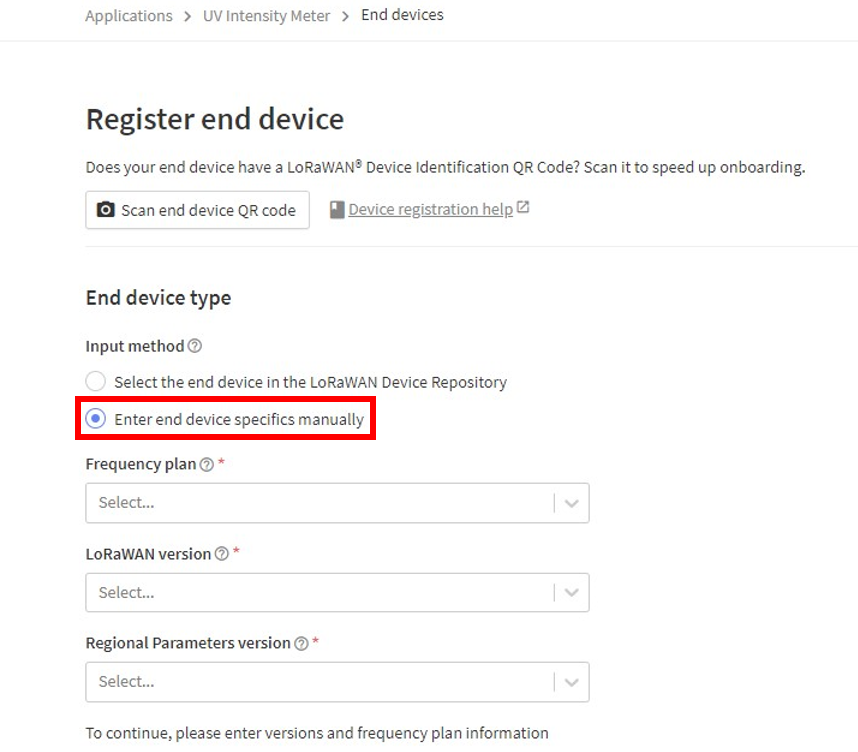 Applications > UV Intensity Meter > End devices
Register end device
Does your end device have a LoRaWAN® Device Identification QR Code? Scan it to speed up onboarding.
Scan end device QR code Device registration help
End device type
Input method
Select the end device in the LoRaWAN Device Repository
Enter end device specifics manually
Frequency plan *
Select...
LoRaWAN version *
Select...
Regional Parameters version *
Select...
To continue, please enter versions and frequency plan information